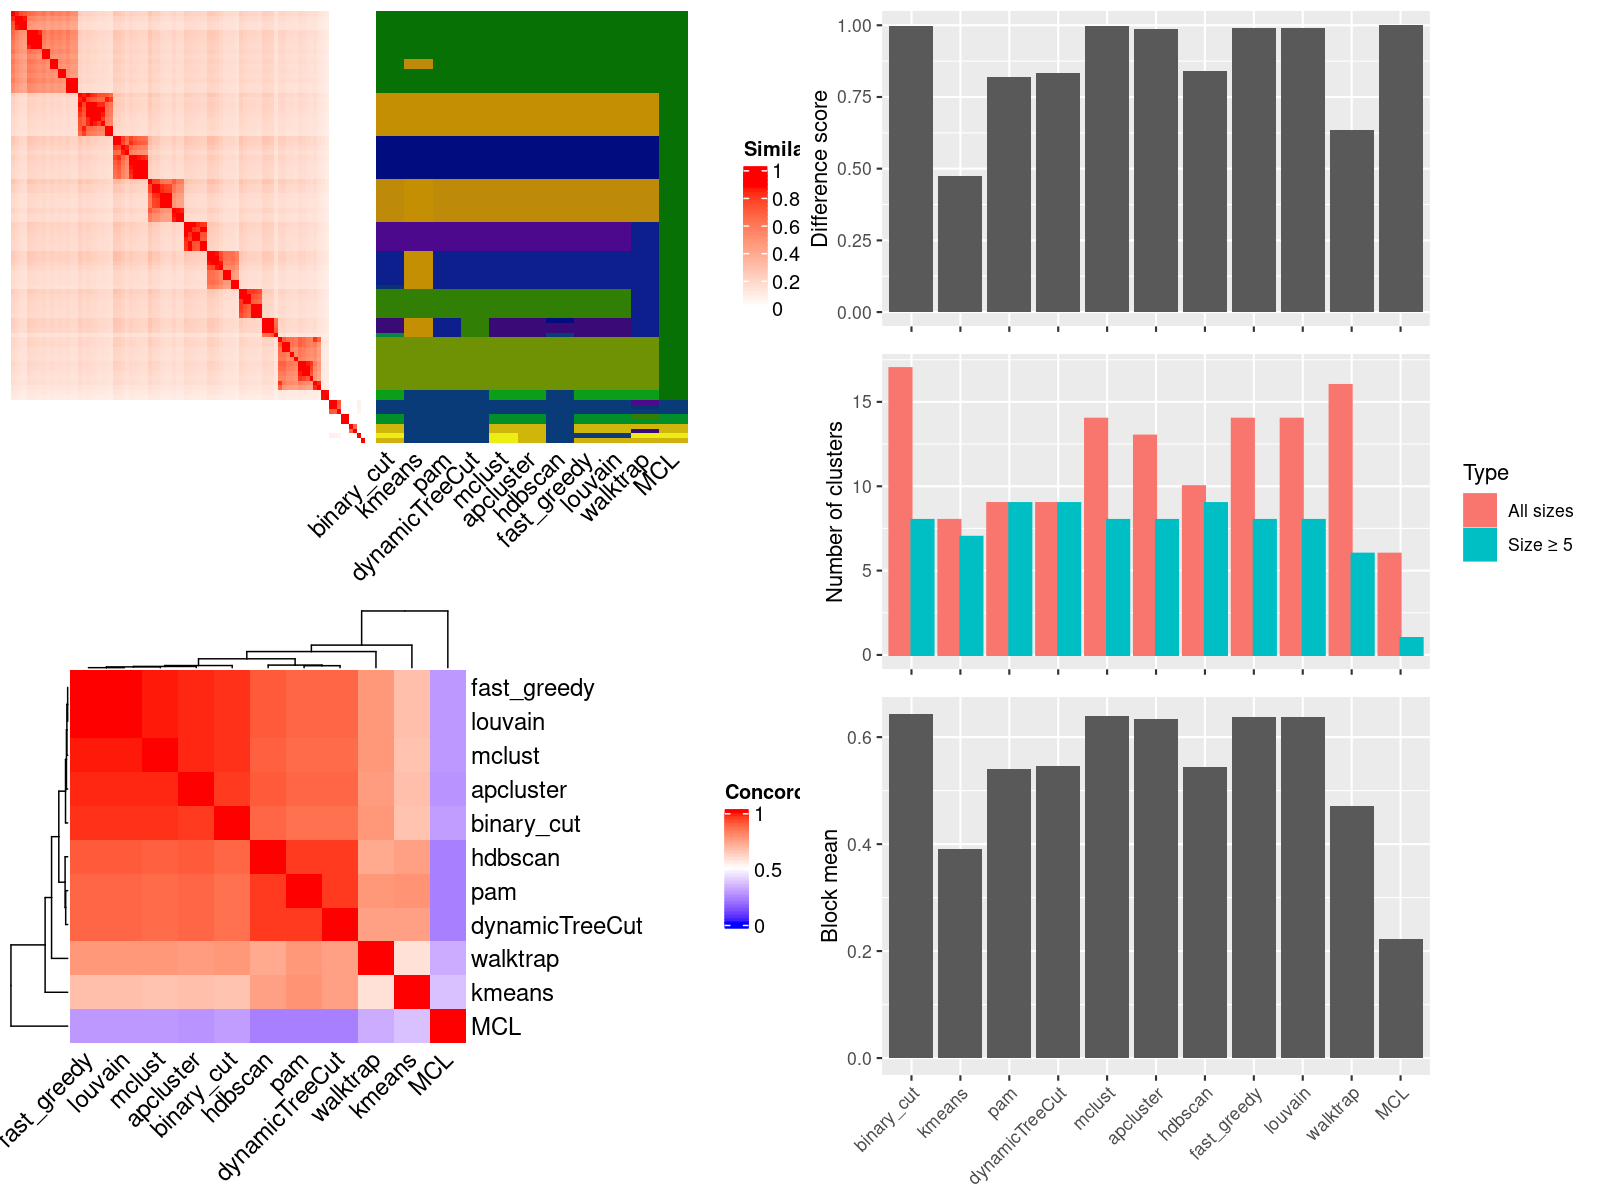 Simila
1
0.8
0.6
0.4
0.2
0
binary_cut
kmeans
pam
dynamicTreeCut
mclust
apcluster
hdbscan
fast_greedy
louvain
walktrap
MCL
Difference score
1.00
0.75
0.50
0.25
0.00
Number of clusters
15
10
5
0
Type
All sizes
Size ≥ 5
fast_greedy
louvain
mclust
apcluster
binary_cut
hdbscan
pam
dynamicTreeCut
walktrap
kmeans
MCL
fast_greedy
louvain
mclust
apcluster
binary_cut
hdbscan
pam
dynamicTreeCut
walktrap
kmeans
MCL
Concord
1
0.5
0
Block mean
0.6
0.4
0.2
0.0
binary_cut
kmeans
pam
dynamicTreeCut
mclust
apcluster
hdbscan
fast_greedy
louvain
walktrap
MCL